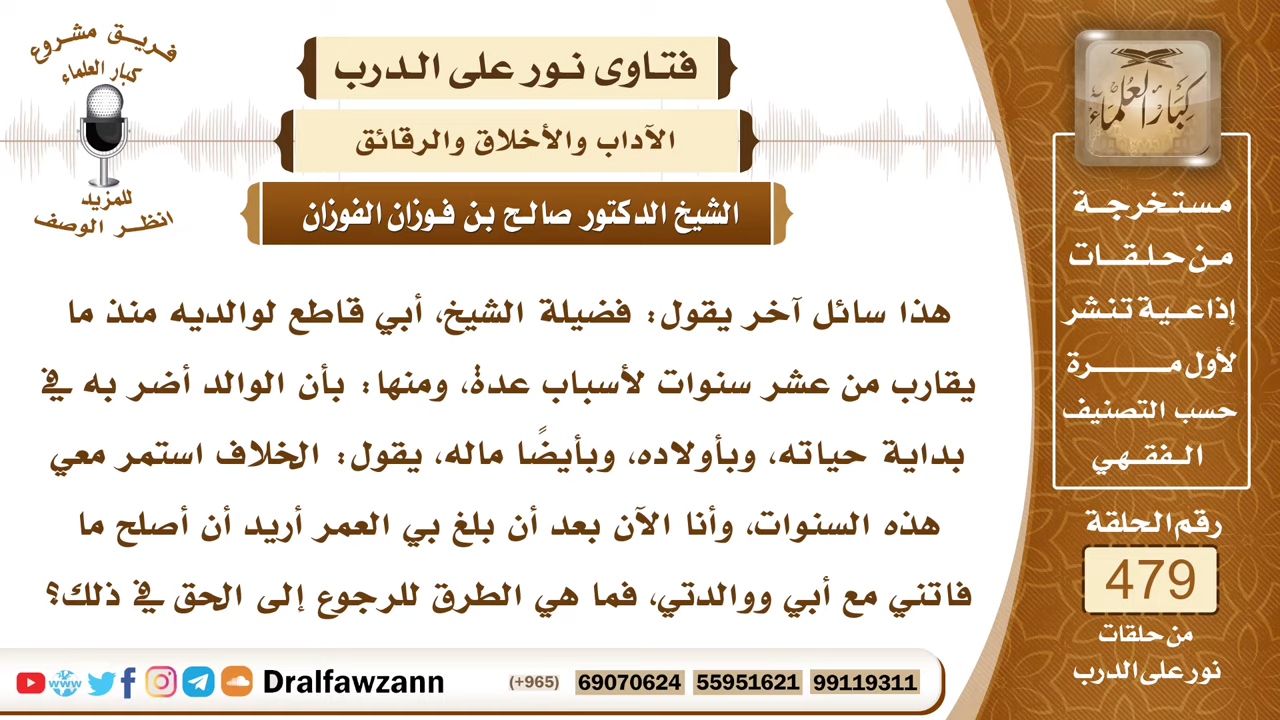 فريق مشروع
كبار العلماء
للمزيد
انظر الوصف
فتاوى نور على الدرب
الآداب والأخلاق والرقائق
الشيخ الدكتور صالح بن فوزان الفوزان
هذا سائل آخر يقول: فضيلة الشيخ، أبي قاطع لوالديه منذ ما
يقارب من عشر سنوات لأسباب عدة، ومنها: بأن الوالد أضر به في
بداية حياته، وبأولاده، وبأيضًا ماله، يقول: الخلاف استمر معي
هذه السنوات، وأنا الآن بعد أن بلغ بي العمر أريد أن أصلح ما
فاتني مع أبي ووالدتي، فما هي الطرق للرجوع إلى الحق في ذلك؟
كبار العلماء
مستخرجة
من حلقات
إذاعية تنشر
لأول مرة
حسب التصنيف
الفقهي
رقم الحلقة
479
من حلقات
نور على الدرب
www
Dralfawzann
(+965) 69070624 55951621 99119311